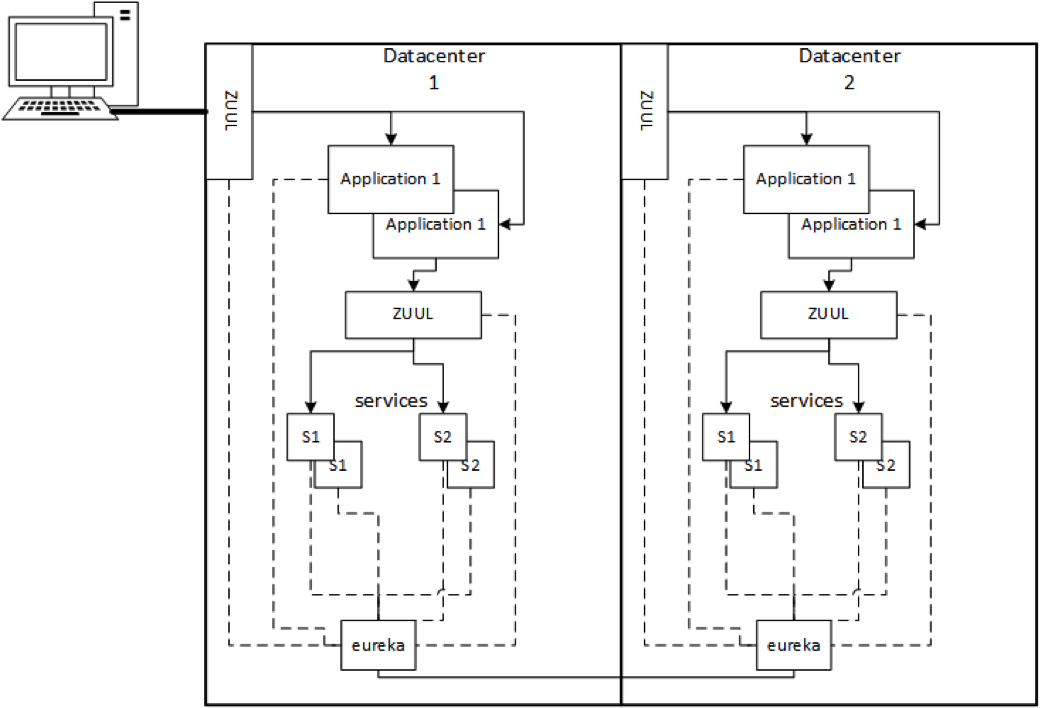 Datacenter
1
ZUUL
Application 1
Application 1
ZUUL
services
S1
S1
S2
S2
eureka
Datacenter
2
ZUUL
Application 1
Application 1
ZUUL
services
S1
S1
S2
S2
eureka